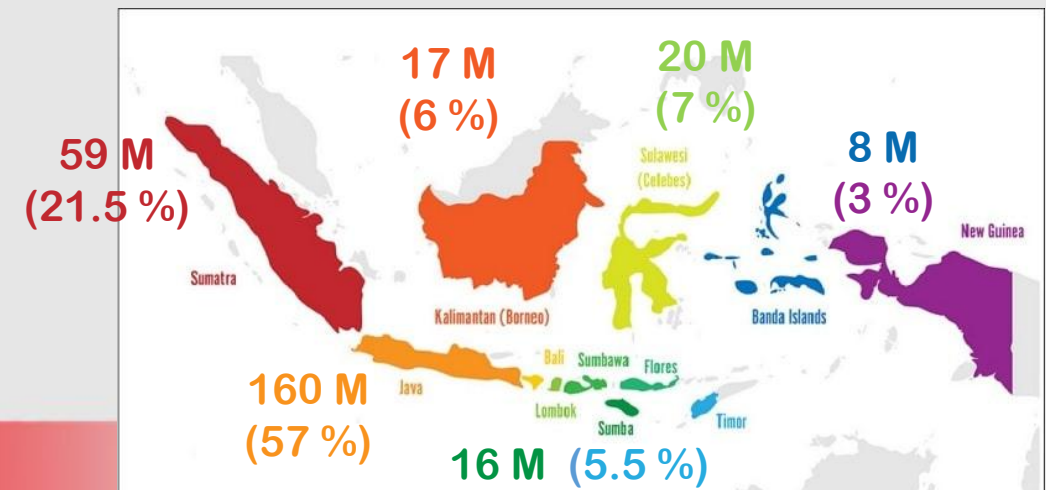 17 M
(6 %)
20 M
(7 %)
59 M
(21.5 %)
8 M
(3 %)
Sulawesi
(Celebes)
New Guinea
Sumatra
Kalimantan (Borneo)
Banda Islands
160 M
(57 %)
Java
Bali
Sumbawa
Flores
Lombok
Sumba
Timor
16 M (5.5 %)